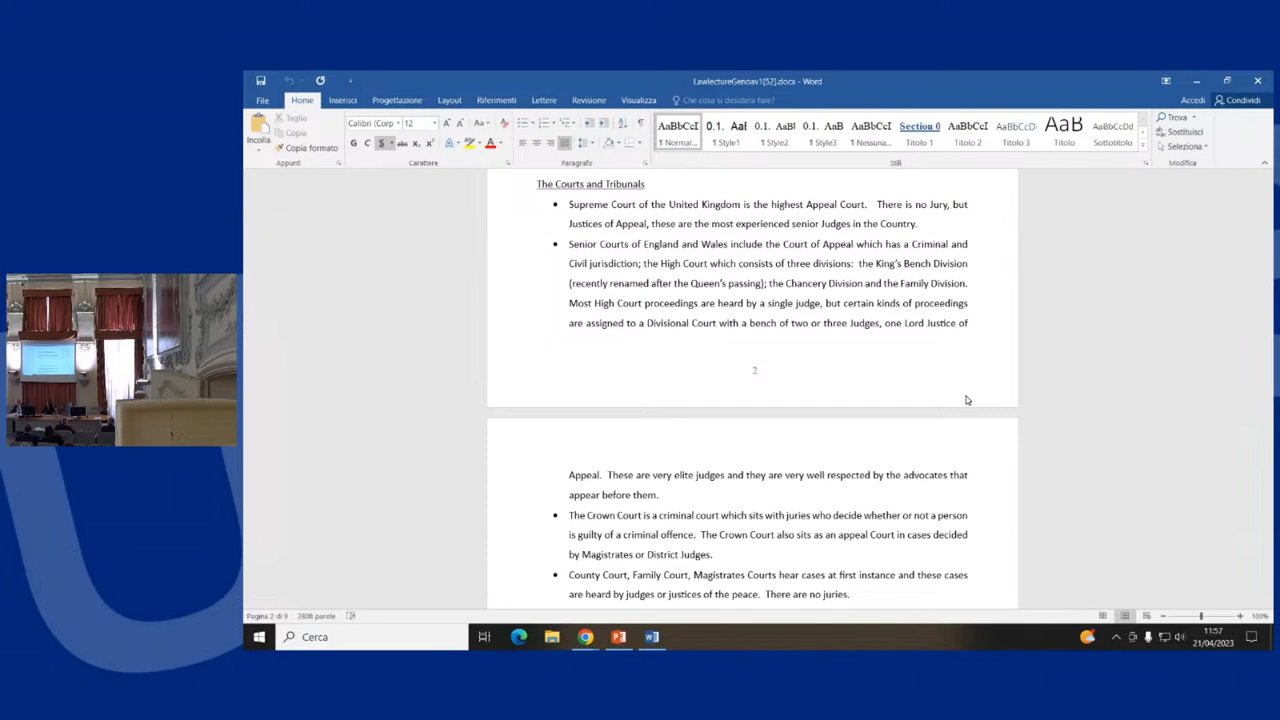 LawlectureGenoav1[52].docx - Word
File Home Inserisci Progettazione Layout Riferimenti Lettere Revisione Visualizza Che cosa si desidera fare? Accedi Condividi
Incolla
Taglia
Copia
Copia formato
Appunti
Calibri (Corp 12
Carattere
Paragrafo
AaBbCcI 0.1. AaI 0.1. AaBI 0.1. AaB AaBbCcI Section 0 AaBbCcI AaBbCcD AaB AaBbCcDd
¶ Normal... ¶ Style1 ¶ Style2 ¶ Style3 ¶ Nessuna... Titolo 1 Titolo 2 Titolo 3 Titolo Sottotitolo
Stili
Trova
Sostituisci
Seleziona
Modifica
The Courts and Tribunals
• Supreme Court of the United Kingdom is the highest Appeal Court. There is no Jury, but
Justices of Appeal, these are the most experienced senior Judges in the Country.
• Senior Courts of England and Wales include the Court of Appeal which has a Criminal and
Civil jurisdiction; the High Court which consists of three divisions: the King's Bench Division
(recently renamed after the Queen's passing); the Chancery Division and the Family Division.
Most High Court proceedings are heard by a single judge, but certain kinds of proceedings
are assigned to a Divisional Court with a bench of two or three Judges, one Lord Justice of
2
Appeal. These are very elite judges and they are very well respected by the advocates that
appear before them.
• The Crown Court is a criminal court which sits with juries who decide whether or not a person
is guilty of a criminal offence. The Crown Court also sits as an appeal Court in cases decided
by Magistrates or District Judges.
• County Court, Family Court, Magistrates Courts hear cases at first instance and these cases
are heard by judges or justices of the peace. There are no juries.
Pagina 2 di 9 2808 parole 100%
Cerca
11:57
21/04/2023